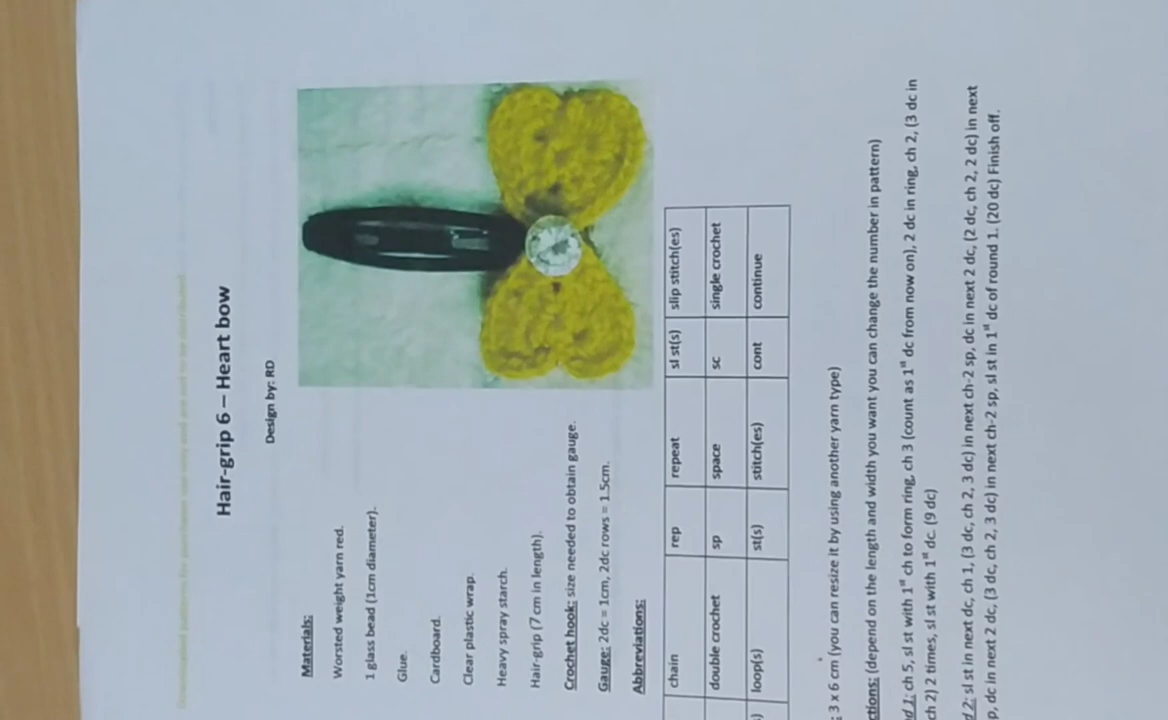 Hair-grip 6 – Heart bow
Design by: RD
Materials:
Worsted weight yarn red.
1 glass bead (1cm diameter).
Glue.
Cardboard.
Clear plastic wrap.
Heavy spray starch.
Hair-grip (7 cm in length).
Crochet hook: size needed to obtain gauge.
Gauge: 2dc = 1cm, 2dc rows = 1.5cm.
Abbreviations:
chain rep repeat sl st(s) slip stitch(es)
double crochet sp space sc single crochet
loop(s) st(s) stitch(es) cont continue
: 3 x 6 cm (you can resize it by using another yarn type)
ctions: (depend on the length and width you want you can change the number in pattern)
d 1: ch 5, sl st with 1st ch to form ring, ch 3 (count as 1st dc from now on), 2 dc in ring, ch 2, (3 dc in
ch 2) 2 times, sl st with 1st dc. (9 dc)
d 2: sl st in next dc, ch 1, (3 dc, ch 2, 3 dc) in next ch-2 sp, dc in next 2 dc, (2 dc, ch 2, 2 dc) in next
p, dc in next 2 dc, (3 dc, ch 2, 3 dc) in next ch-2 sp, sl st in 1st dc of round 1. (20 dc) Finish off.